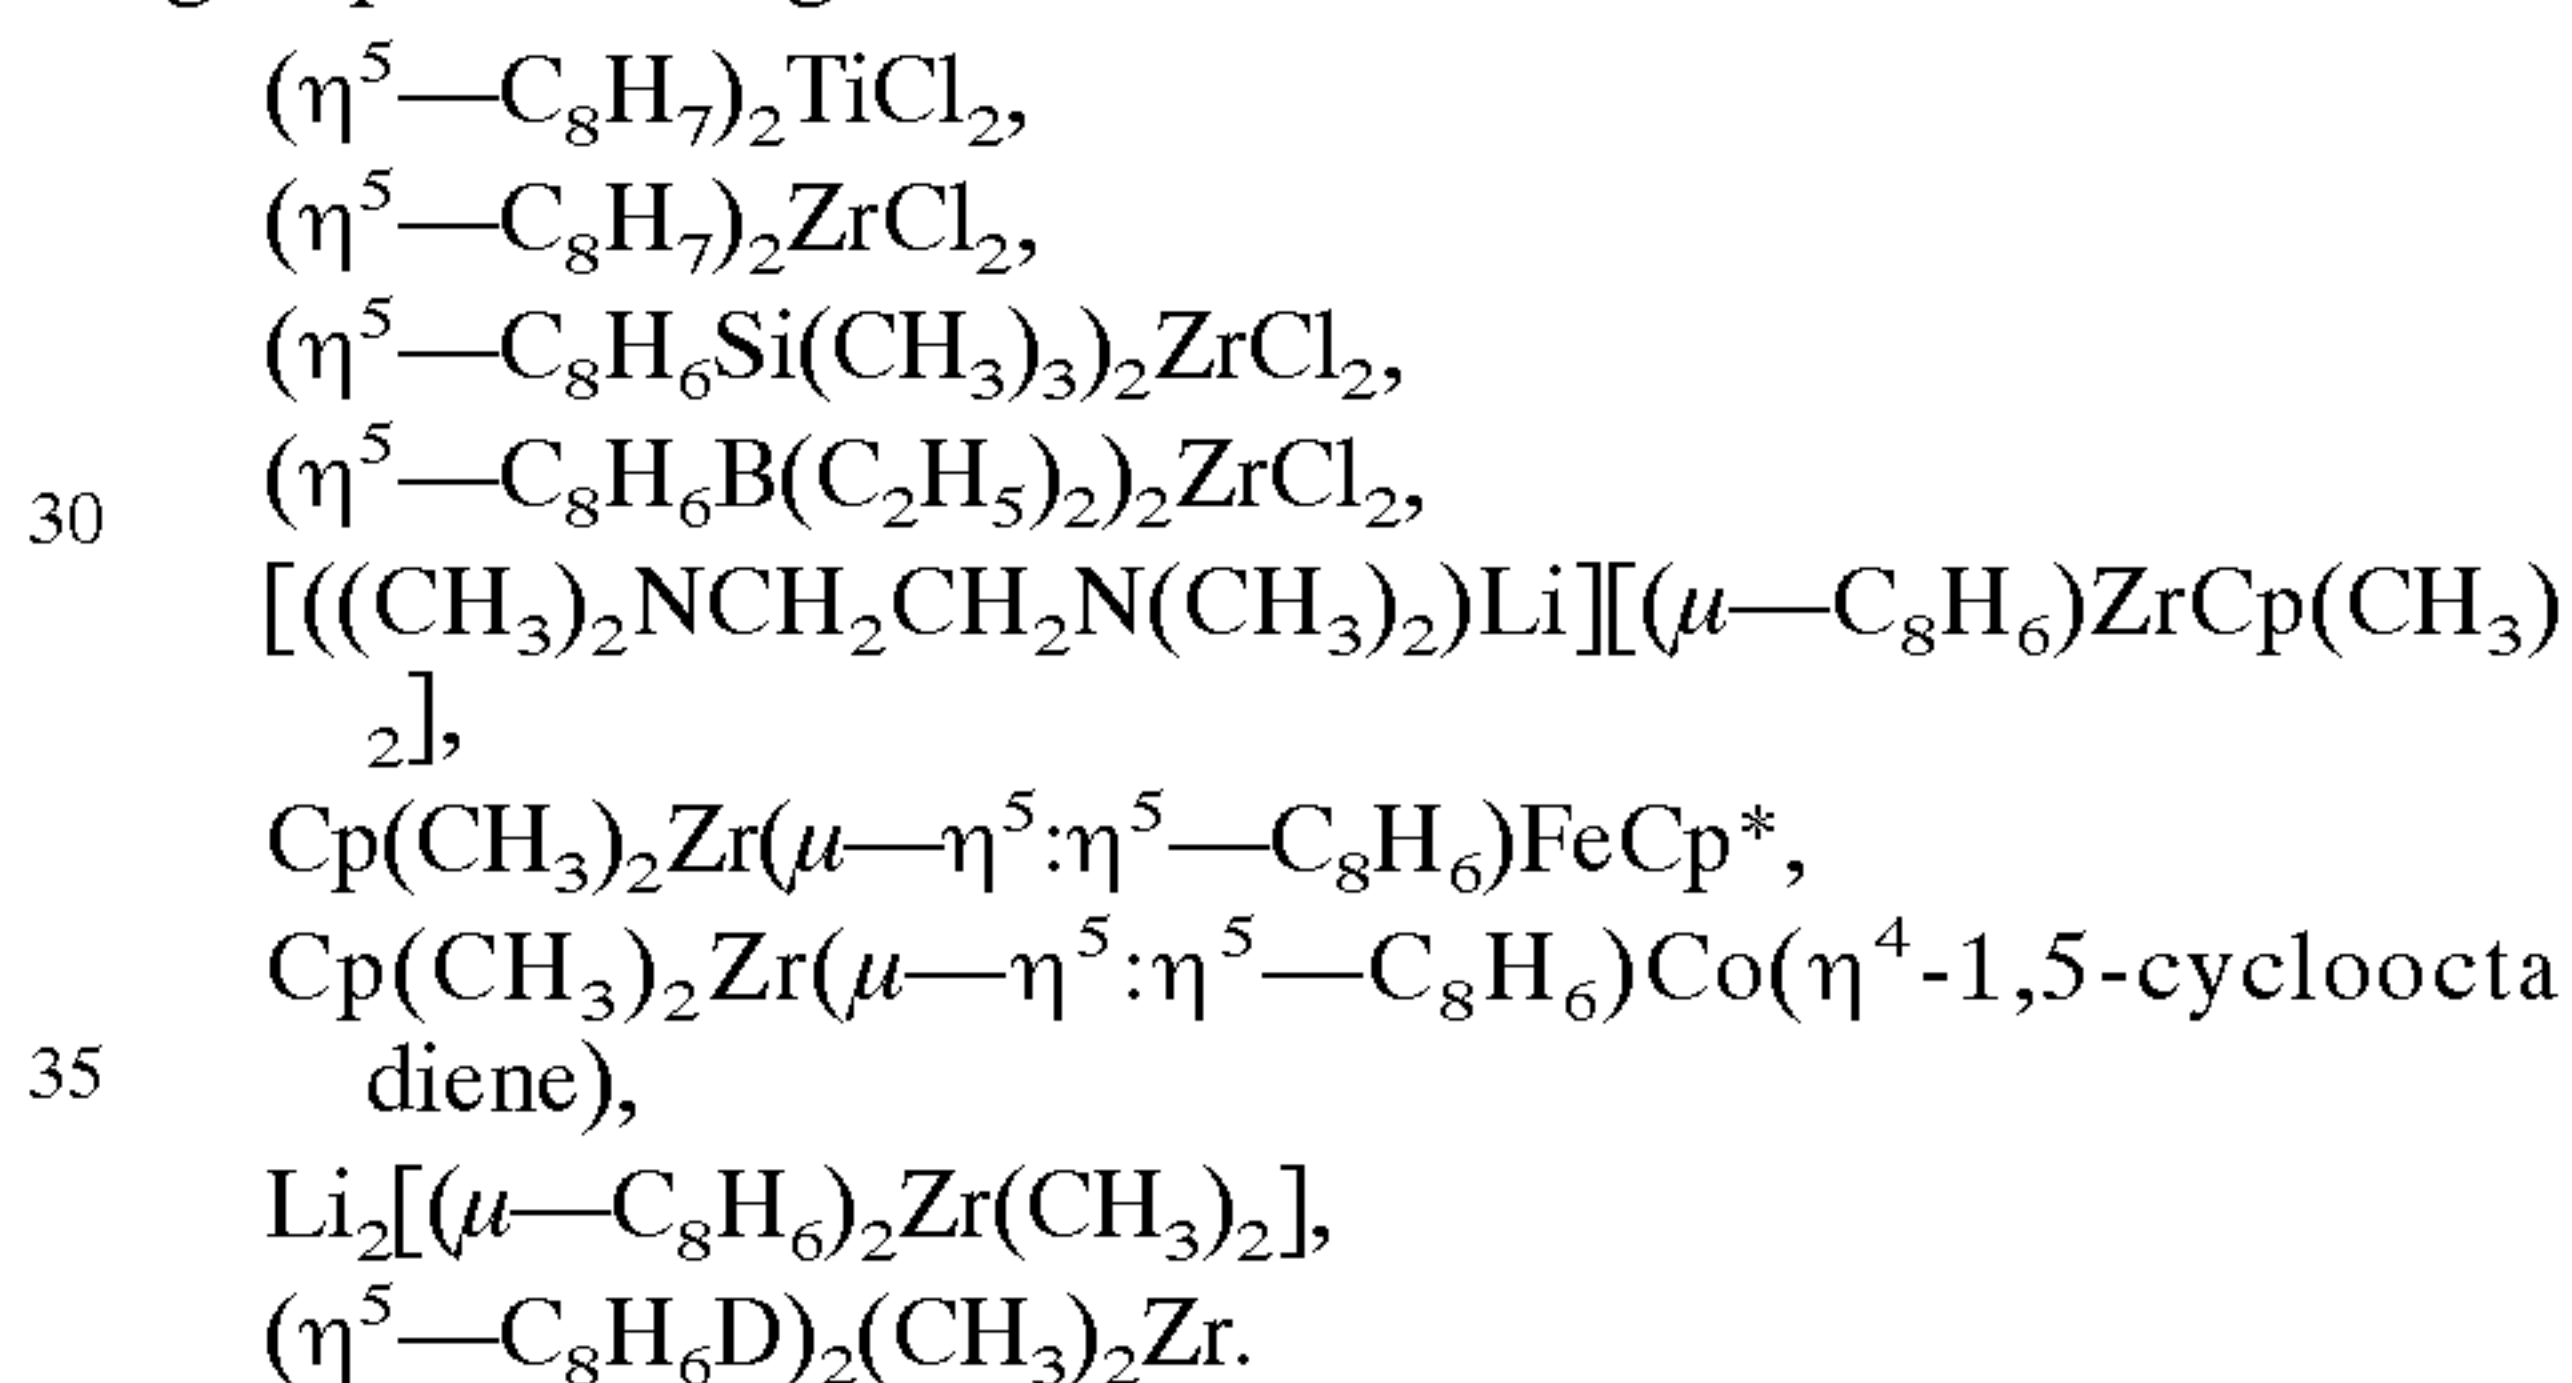 (η⁵—C₈H₇)₂TiCl₂,
(η⁵—C₈H₇)₂ZrCl₂,
(η⁵—C₈H₆Si(CH₃)₃)₂ZrCl₂,
30 (η⁵—C₈H₆B(C₂H₅)₂)₂ZrCl₂,
[((CH₃)₂NCH₂CH₂N(CH₃)₂)Li][(μ—C₈H₆)ZrCp(CH₃)
₂],
Cp(CH₃)₂Zr(μ—η⁵:η⁵—C₈H₆)FeCp*,
Cp(CH₃)₂Zr(μ—η⁵:η⁵—C₈H₆)Co(η⁴-1,5-cycloocta
35 diene),
Li₂[(μ—C₈H₆)₂Zr(CH₃)₂],
(η⁵—C₈H₆D)₂(CH₃)₂Zr.